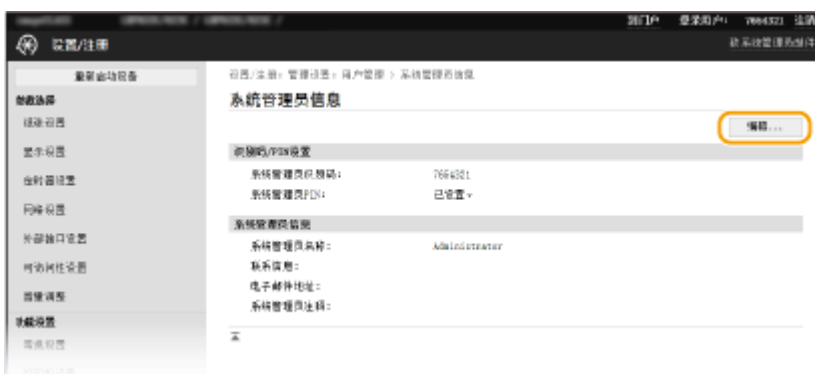 到门户 登录用户: 7654321 注销
设置/注册 致系统管理员邮件
重新启动设备
参数选择
纸张设置
显示设置
定时器设置
网络设置
外部接口设置
可访问性设置
音量调整
功能设置
常规设置
设置/注册: 管理设置: 用户管理 > 系统管理员信息
系统管理员信息
编辑...
识别码/PIN设置
系统管理员识别码: 7654321
系统管理员PIN: 已设置
系统管理员信息
系统管理员名称: Administrator
联系信息:
电子邮件地址:
系统管理员注释: